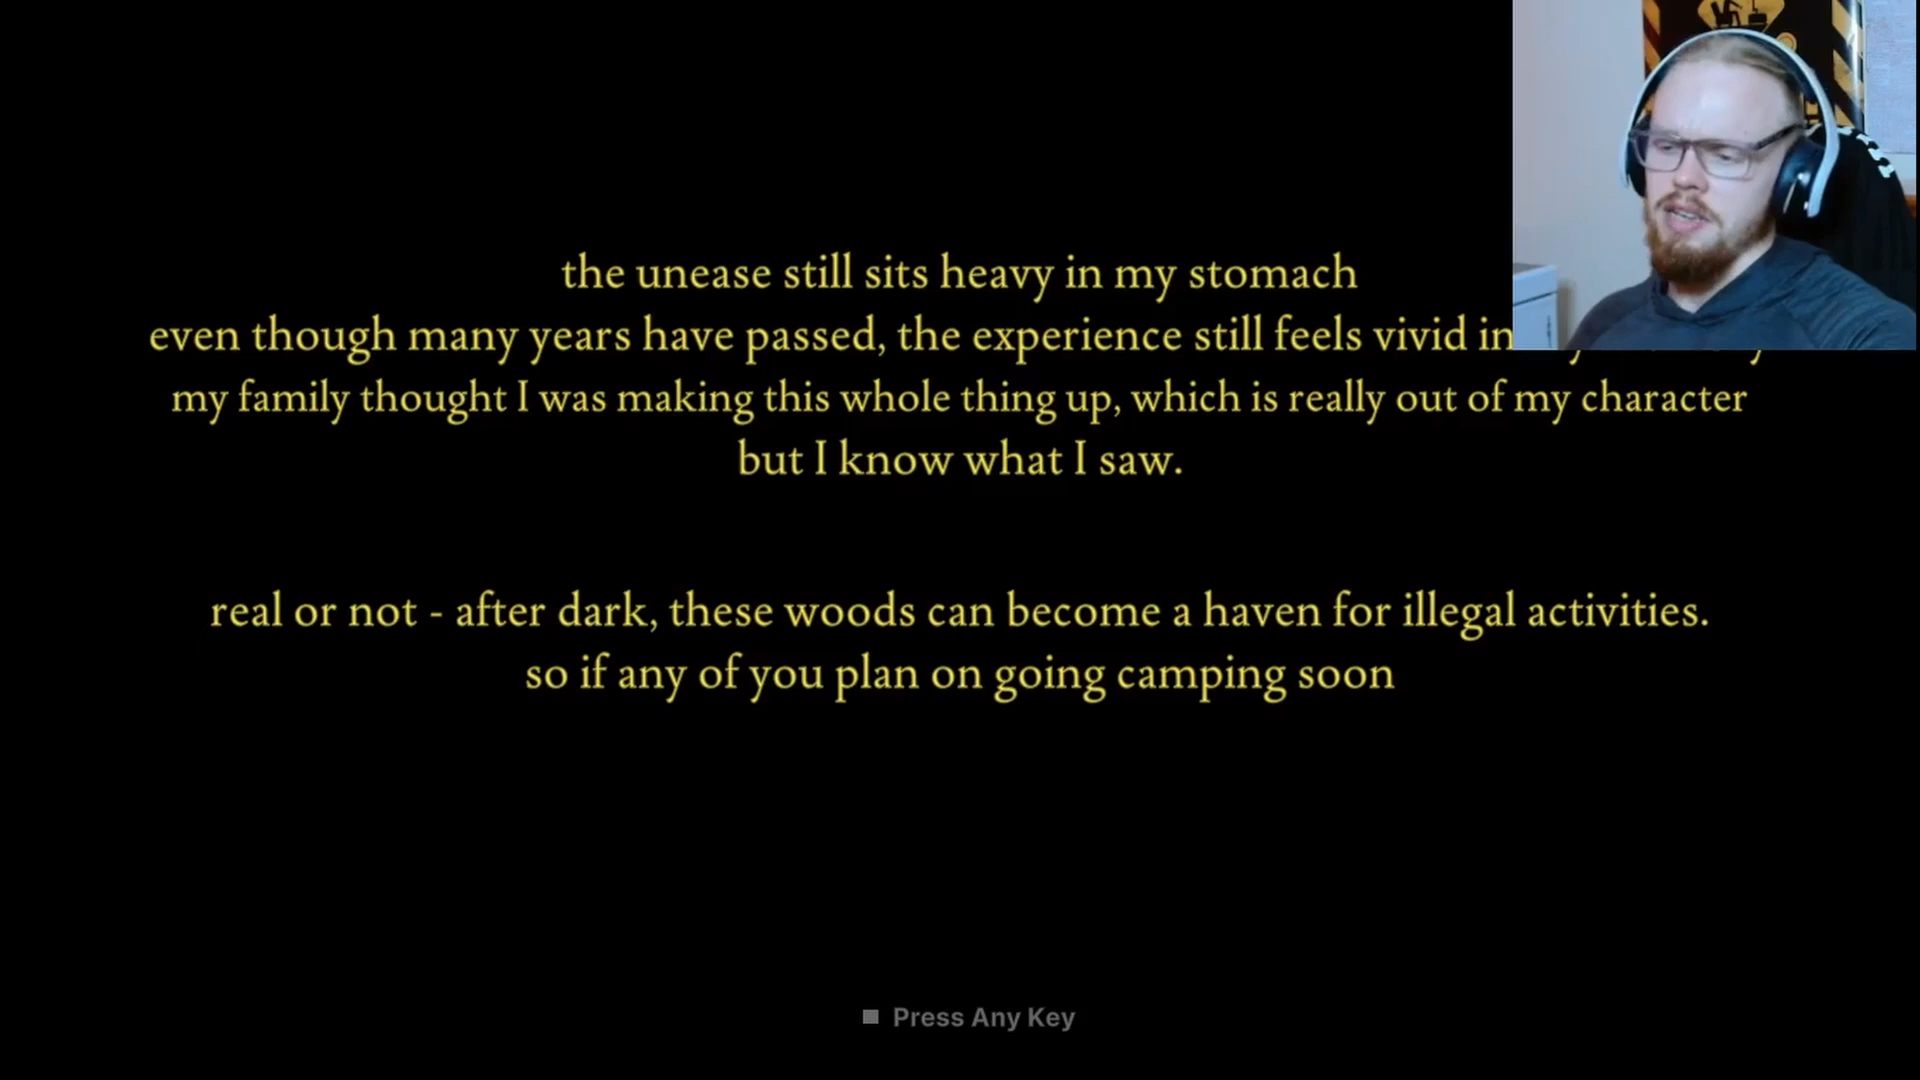 the unease still sits heavy in my stomach
even though many years have passed, the experience still feels vivid in
my family thought I was making this whole thing up, which is really out of my character
but I know what I saw.
real or not - after dark, these woods can become a haven for illegal activities.
so if any of you plan on going camping soon
Press Any Key